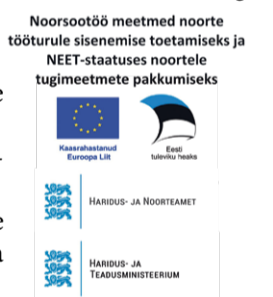 Noorsootöö meetmed noorte
tööturule sisenemise toetamiseks ja
NEET-staatuses noortele
tugimeetmete pakkumiseks
Kaasrahastanud
Euroopa Liit
Eesti
tuleviku heaks
HARIDUS- JA NOORTEAMET
HARIDUS- JA
TEADUSMINISTEERIUM